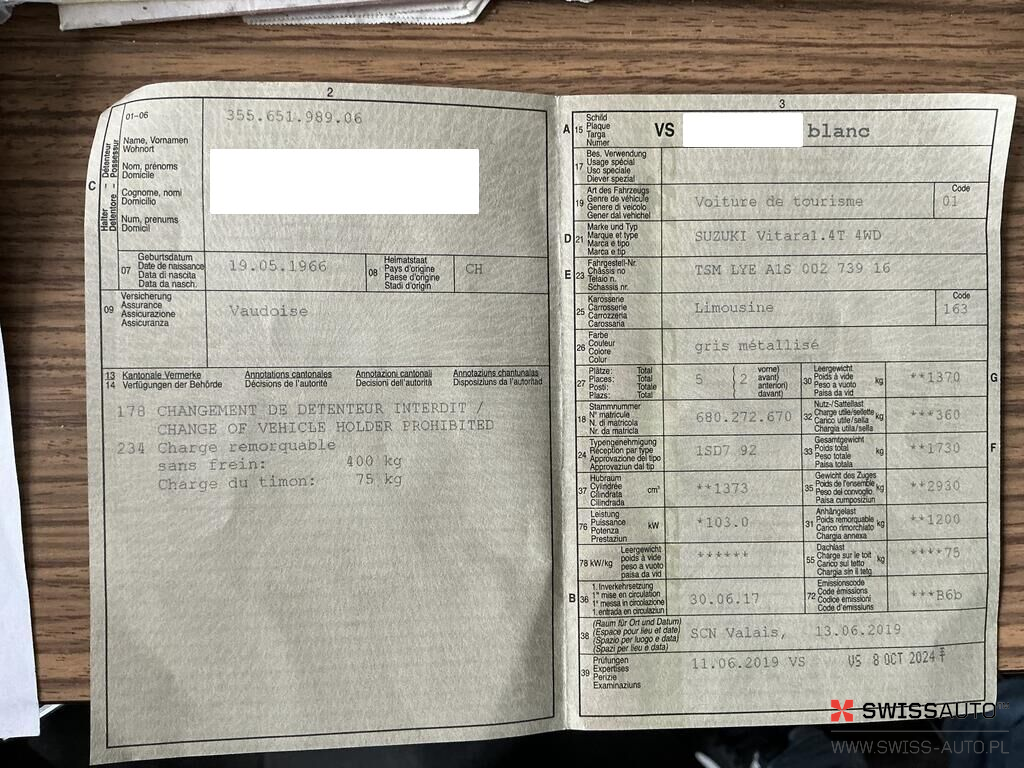 2
01–06
355.651.989.06
C
Halter - Détenteur
Detentore - Possessur
Name, Vornamen
Wohnort
Nom, prénoms
Domicile
Cognome, nomi
Domicilio
Num, prenums
Domicil
07
Geburtsdatum
Date de naissance
Data di nascita
Data da nasch.
19.05.1966
08
Heimatstaat
Pays d'origine
Paese d'origine
Stadi d'origin
CH
09
Versicherung
Assurance
Assicurazione
Assicuranza
Vaudoise
13 Kantonale Vermerke Annotations cantonales Annotazioni cantonali Annotaziuns chantunalas
14 Verfügungen der Behörde Décisions de l'autorité Decisioni dell'autorità Disposiziuns da l'autoritad
178 CHANGEMENT DE DETENTEUR INTERDIT /
CHANGE OF VEHICLE HOLDER PROHIBITED
234 Charge remorquable
sans frein: 400 kg
Charge du timon: 75 kg
3
A 15
Schild
Plaque
Targa
Numer
VS blanc
17
Bes. Verwendung
Usage spécial
Uso speciale
Diever spezial
19
Art des Fahrzeugs
Genre de véhicule
Genere di veicolo
Gener dal vehichel
Voiture de tourisme
Code
01
D 21
Marke und Typ
Marque et type
Marca e tipo
Marca e tip
SUZUKI Vitara1.4T 4WD
E 23
Fahrgestell-Nr.
Châssis no
Telaio n.
Schassis nr.
TSM LYE A1S 002 739 16
25
Karosserie
Carrosserie
Carrozzeria
Carossana
Limousine
Code
163
26
Farbe
Couleur
Colore
Colur
gris métallisé
27
Plätze: Total
Places: Total
Posti: Totale
Plazs: Total
5 { 2
vorne)
avant)
anteriori)
davant)
30
Leergewicht
Poids à vide
Peso a vuoto
Paisa da vid
kg
**1370
G
18
Stammnummer
N° matricule
N. di matricola
Nr. da matricla
680.272.670
32
Nutz-/Sattellast
Charge utile/sellette
Carico utile/sella
Chargia utila/sella
kg
***360
24
Typengenehmigung
Réception par type
Approvazione del tipo
Approvaziun dal tip
1SD7 92
33
Gesamtgewicht
Poids total
Peso totale
Paisa totala
kg
**1730
F
37
Hubraum
Cylindrée
Cilindrata
Cilindrada
cm³
**1373
35
Gewicht des Zuges
Poids de l'ensemble
Peso del convoglio
Paisa cumposiziun
kg
**2930
76
Leistung
Puissance
Potenza
Prestaziun
kW
*103.0
31
Anhängelast
Poids remorquable
Carico rimorchiato
Chargia annexa
kg
**1200
78 kW/kg
Leergewicht
poids à vide
peso a vuoto
paisa da vid
******
55
Dachlast
Charge sur le toit
Carico sul tetto
Chargia sin il tetg
kg
****75
B 36
1. Inverkehrsetzung
1re mise en circulation
1a messa in circolazione
1. entrada en circulaziun
30.06.17
72
Emissionscode
Code émissions
Codice emissioni
Code d'emissiuns
***B6b
38
(Raum für Ort und Datum)
(Espace pour lieu et date)
(Spazio per luogo e data)
(Spazi per lieu e data)
SCN Valais, 13.06.2019
39
Prüfungen
Expertises
Perizie
Examinaziuns
11.06.2019 VS VS 8 OCT 2024
SWISSAUTO
WWW.SWISS-AUTO.PL